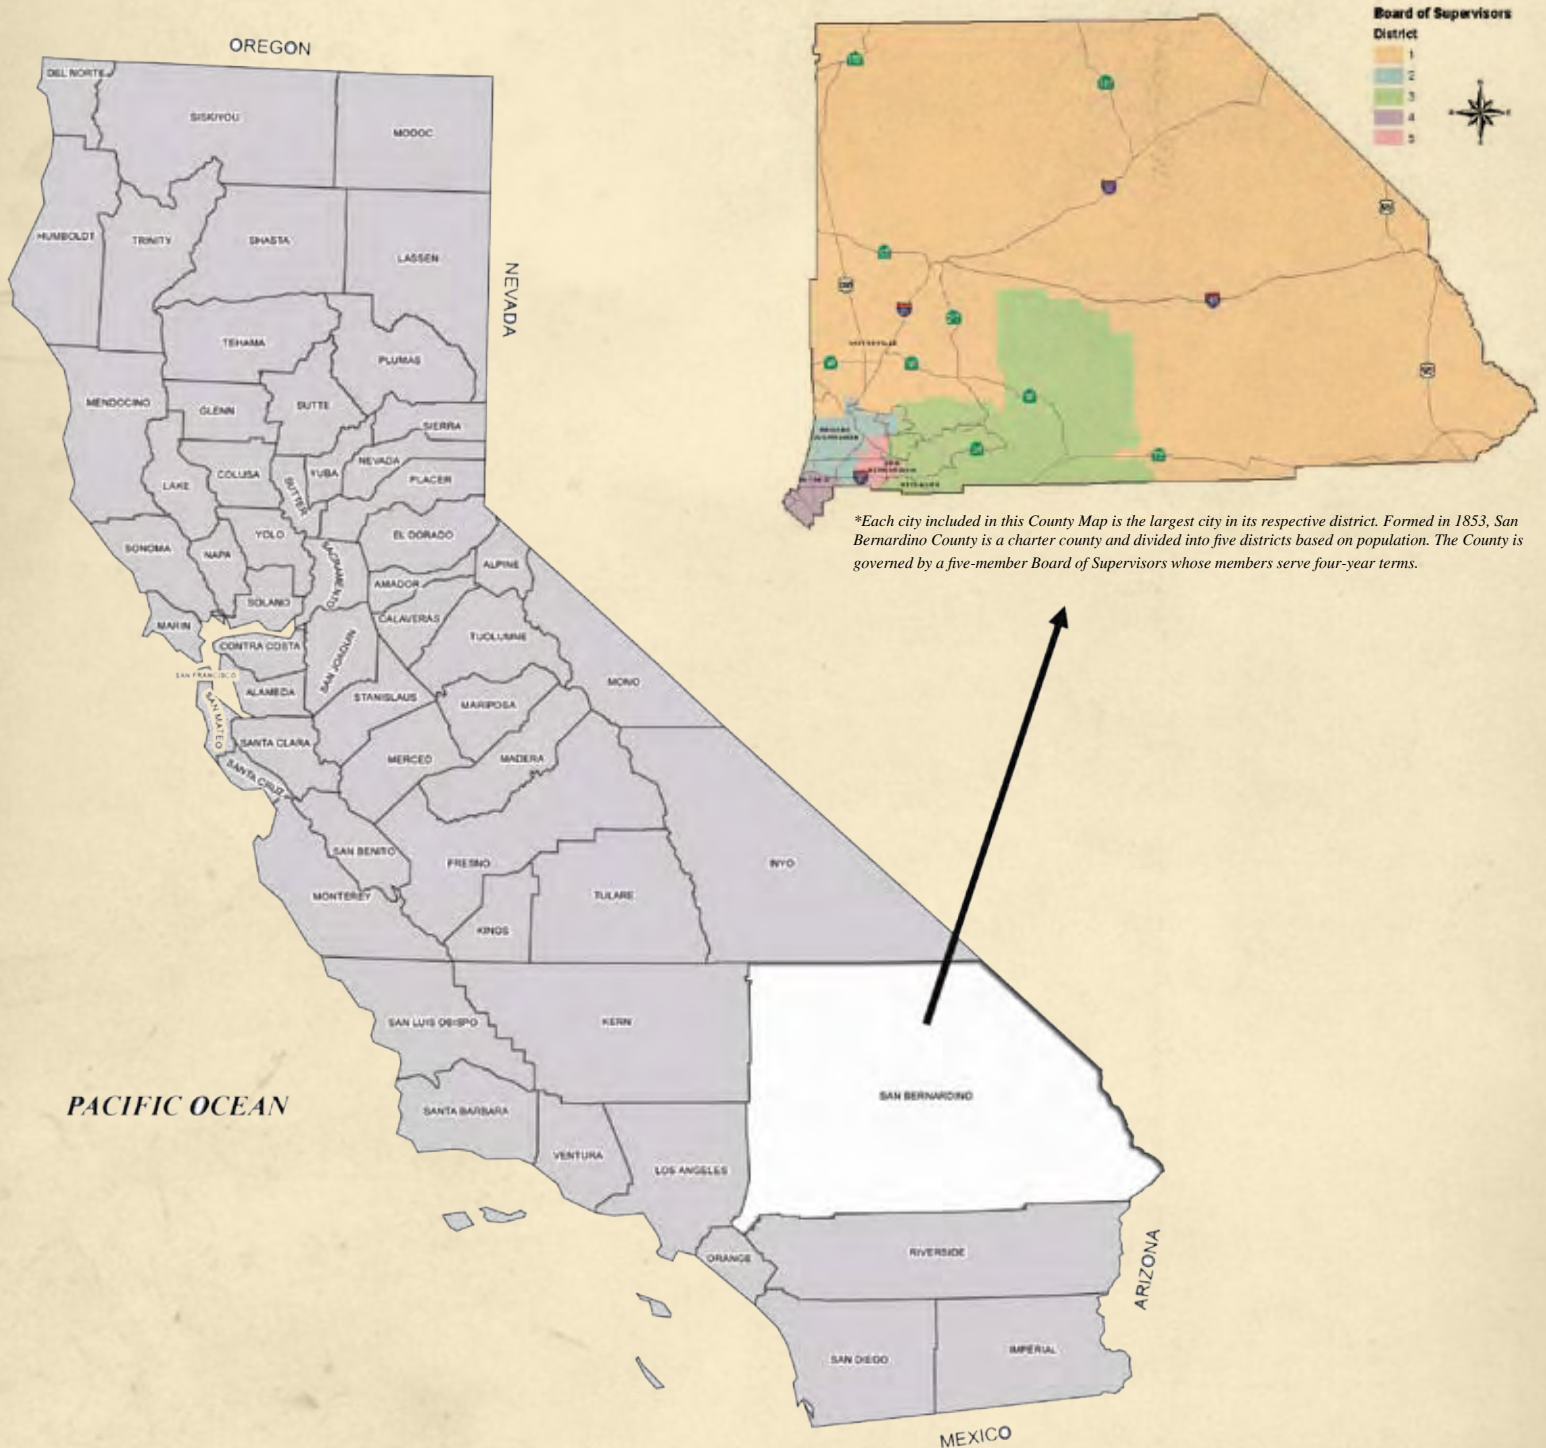 OREGON
DEL NORTE
SISKIYOU
MODOC
HUMBOLDT
TRINITY
SHASTA
LASSEN
NEVADA
TEHAMA
PLUMAS
MENDOCINO
GLENN
BUTTE
SIERRA
LAKE
COLUSA
SUTTER
YUBA
NEVADA
PLACER
SONOMA
NAPA
YOLO
SACRAMENTO
EL DORADO
ALPINE
SOLANO
AMADOR
MARIN
CALAVERAS
CONTRA COSTA
SAN JOAQUIN
TUOLUMNE
SAN FRANCISCO
ALAMEDA
STANISLAUS
MONO
SAN MATEO
MARIPOSA
SANTA CLARA
MERCED
MADERA
SANTA CRUZ
SAN BENITO
FRESNO
INYO
MONTEREY
TULARE
KINGS
SAN LUIS OBISPO
KERN
SANTA BARBARA
SAN BERNARDINO
PACIFIC OCEAN
VENTURA
LOS ANGELES
ORANGE
RIVERSIDE
ARIZONA
SAN DIEGO
IMPERIAL
MEXICO
Board of Supervisors
District
1
2
3
4
5
*Each city included in this County Map is the largest city in its respective district. Formed in 1853, San
Bernardino County is a charter county and divided into five districts based on population. The County is
governed by a five-member Board of Supervisors whose members serve four-year terms.